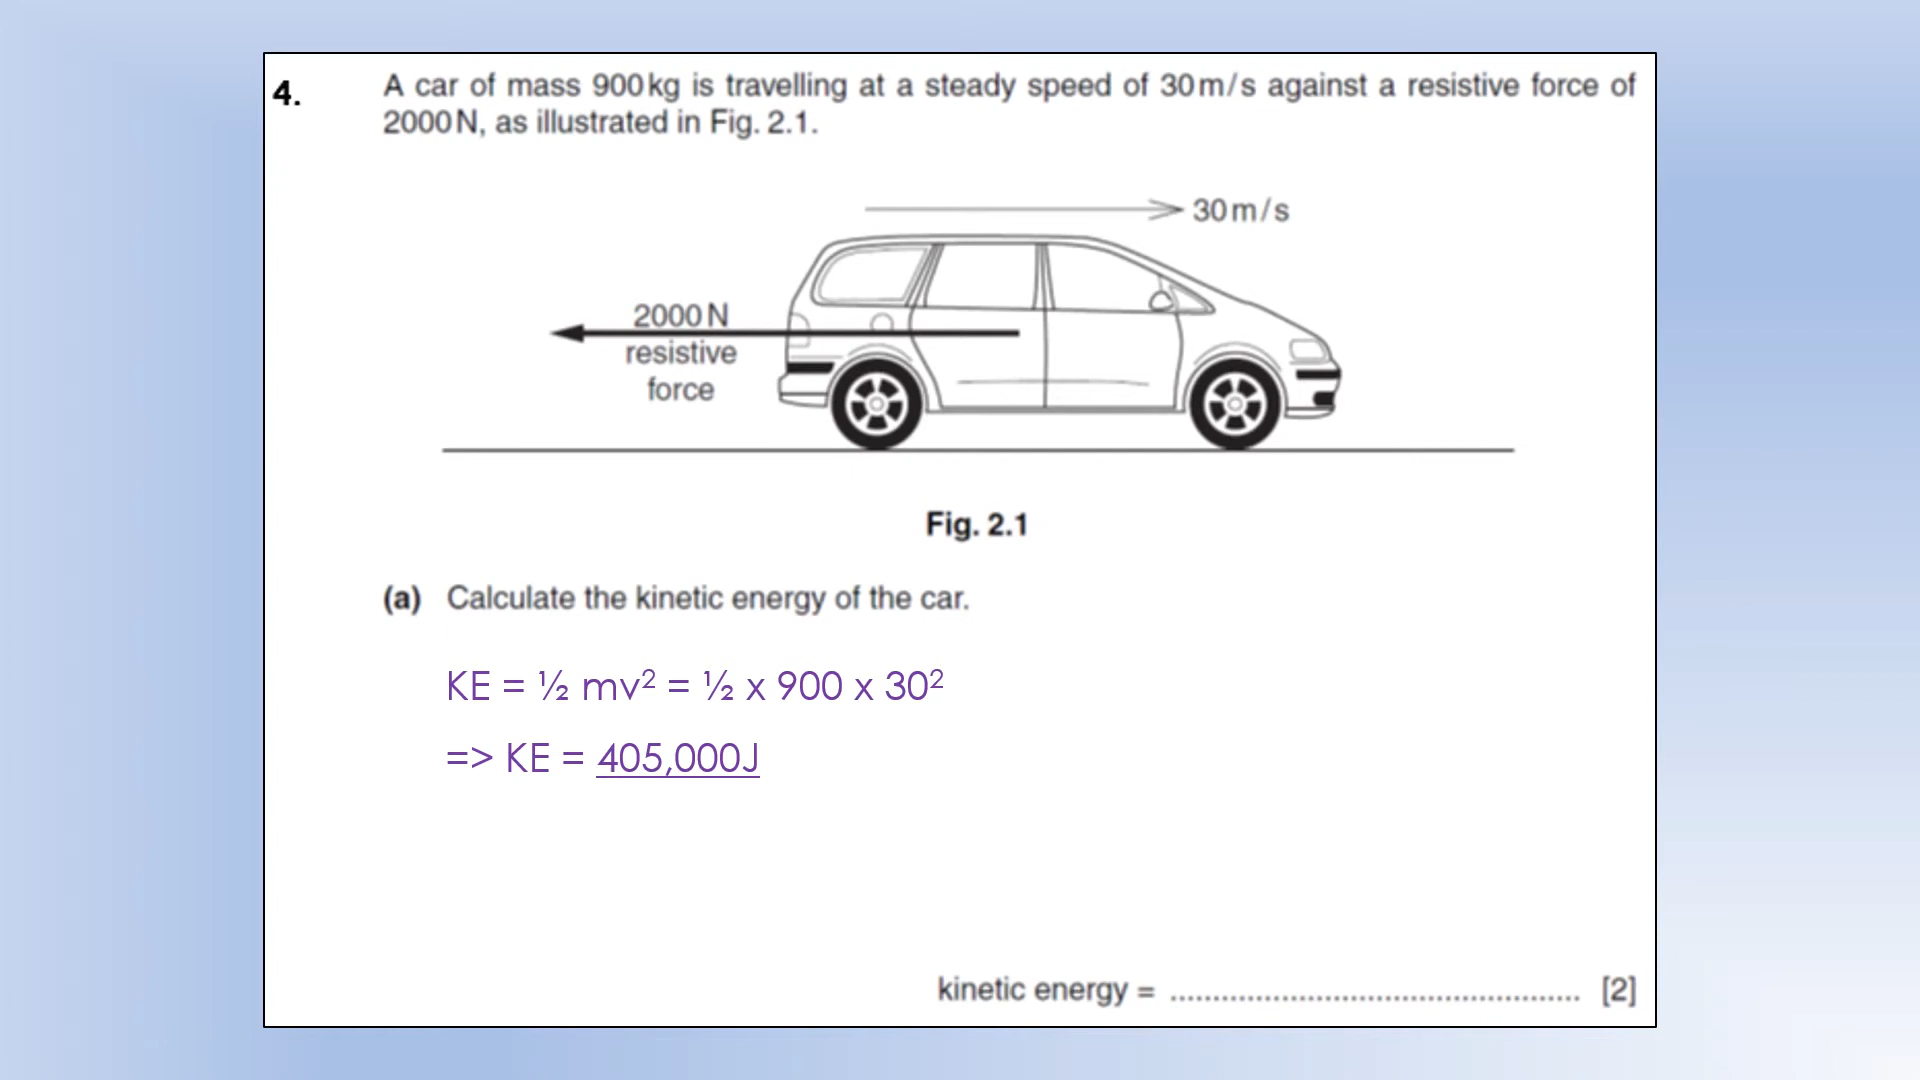 4.
A car of mass 900 kg is travelling at a steady speed of 30 m/s against a resistive force of
2000 N, as illustrated in Fig. 2.1.
30 m/s
2000 N
resistive
force
Fig. 2.1
(a) Calculate the kinetic energy of the car.
KE = ½ mv² = ½ x 900 x 30²
=> KE = 405,000J
kinetic energy = ................................................ [2]